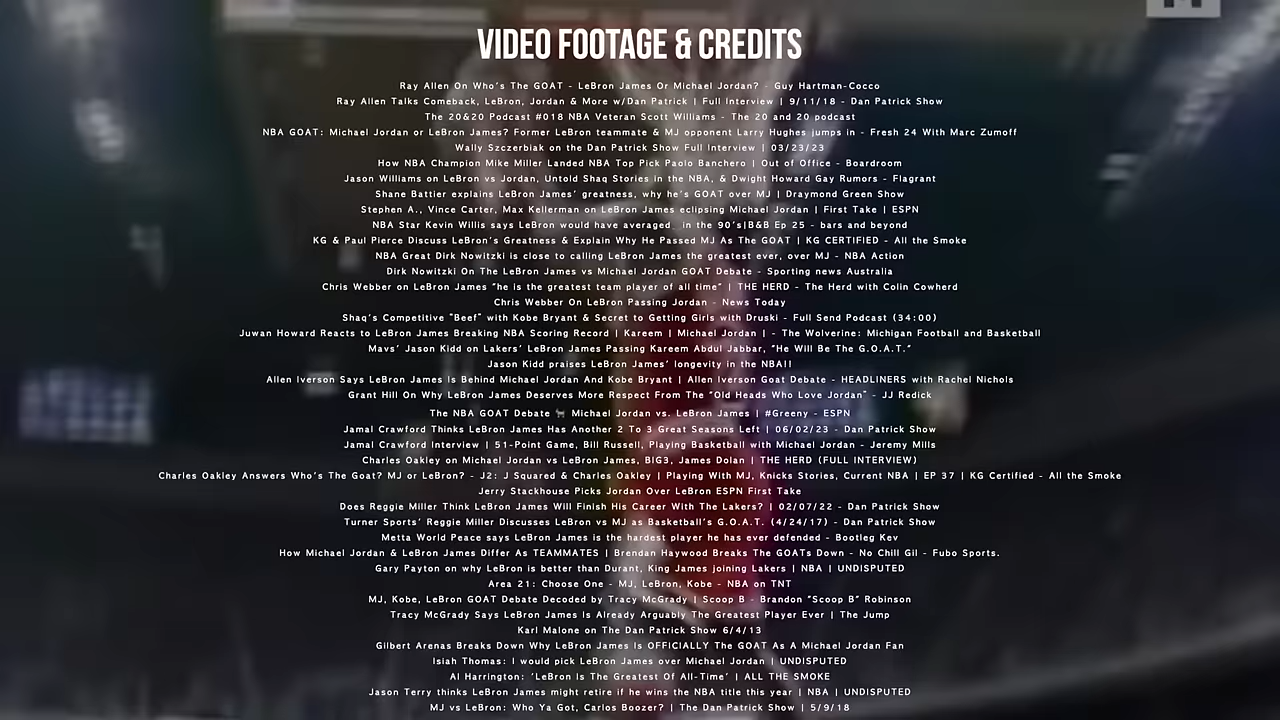 VIDEO FOOTAGE & CREDITS
Ray Allen On Who's The GOAT - LeBron James Or Michael Jordan? - Guy Hartman-Cocco
Ray Allen Talks Comeback, LeBron, Jordan & More w/Dan Patrick | Full Interview | 9/11/18 - Dan Patrick Show
The 20&20 Podcast #018 NBA Veteran Scott Williams - The 20 and 20 podcast
NBA GOAT: Michael Jordan or LeBron James? Former LeBron teammate & MJ opponent Larry Hughes jumps in - Fresh 24 With Marc Zumoff
Wally Szczerbiak on the Dan Patrick Show Full Interview | 03/23/23
How NBA Champion Mike Miller Landed NBA Top Pick Paolo Banchero | Out of Office - Boardroom
Jason Williams on LeBron vs Jordan, Untold Shaq Stories in the NBA, & Dwight Howard Gay Rumors - Flagrant
Shane Battier explains LeBron James' greatness, why he's GOAT over MJ | Draymond Green Show
Stephen A., Vince Carter, Max Kellerman on LeBron James eclipsing Michael Jordan | First Take | ESPN
NBA Star Kevin Willis says LeBron would have averaged_ in the 90's|B&B Ep 25 - bars and beyond
KG & Paul Pierce Discuss LeBron's Greatness & Explain Why He Passed MJ As The GOAT | KG CERTIFIED - All the Smoke
NBA Great Dirk Nowitzki is close to calling LeBron James the greatest ever, over MJ - NBA Action
Dirk Nowitzki On The LeBron James vs Michael Jordan GOAT Debate - Sporting news Australia
Chris Webber on LeBron James "he is the greatest team player of all time" | THE HERD - The Herd with Colin Cowherd
Chris Webber On LeBron Passing Jordan - News Today
Shaq's Competitive "Beef" with Kobe Bryant & Secret to Getting Girls with Druski - Full Send Podcast (34:00)
Juwan Howard Reacts to LeBron James Breaking NBA Scoring Record | Kareem | Michael Jordan | - The Wolverine: Michigan Football and Basketball
Mavs' Jason Kidd on Lakers' LeBron James Passing Kareem Abdul Jabbar, "He Will Be The G.O.A.T."
Jason Kidd praises LeBron James' longevity in the NBA!!
Allen Iverson Says LeBron James Is Behind Michael Jordan And Kobe Bryant | Allen Iverson Goat Debate - HEADLINERS with Rachel Nichols
Grant Hill On Why LeBron James Deserves More Respect From The "Old Heads Who Love Jordan" - JJ Redick
The NBA GOAT Debate 🐐 Michael Jordan vs. LeBron James | #Greeny - ESPN
Jamal Crawford Thinks LeBron James Has Another 2 To 3 Great Seasons Left | 06/02/23 - Dan Patrick Show
Jamal Crawford Interview | 51-Point Game, Bill Russell, Playing Basketball with Michael Jordan - Jeremy Mills
Charles Oakley on Michael Jordan vs LeBron James, BIG3, James Dolan | THE HERD (FULL INTERVIEW)
Charles Oakley Answers Who's The Goat? MJ or LeBron? - J2: J Squared & Charles Oakley | Playing With MJ, Knicks Stories, Current NBA | EP 37 | KG Certified - All the Smoke
Jerry Stackhouse Picks Jordan Over LeBron ESPN First Take
Does Reggie Miller Think LeBron James Will Finish His Career With The Lakers? | 02/07/22 - Dan Patrick Show
Turner Sports' Reggie Miller Discusses LeBron vs MJ as Basketball's G.O.A.T. (4/24/17) - Dan Patrick Show
Metta World Peace says LeBron James is the hardest player he has ever defended - Bootleg Kev
How Michael Jordan & LeBron James Differ As TEAMMATES | Brendan Haywood Breaks The GOATs Down - No Chill Gil - Fubo Sports.
Gary Payton on why LeBron is better than Durant, King James joining Lakers | NBA | UNDISPUTED
Area 21: Choose One - MJ, LeBron, Kobe - NBA on TNT
MJ, Kobe, LeBron GOAT Debate Decoded by Tracy McGrady | Scoop B - Brandon "Scoop B" Robinson
Tracy McGrady Says LeBron James Is Already Arguably The Greatest Player Ever | The Jump
Karl Malone on The Dan Patrick Show 6/4/13
Gilbert Arenas Breaks Down Why LeBron James Is OFFICIALLY The GOAT As A Michael Jordan Fan
Isiah Thomas: I would pick LeBron James over Michael Jordan | UNDISPUTED
Al Harrington: 'LeBron Is The Greatest Of All-Time' | ALL THE SMOKE
Jason Terry thinks LeBron James might retire if he wins the NBA title this year | NBA | UNDISPUTED
MJ vs LeBron: Who Ya Got, Carlos Boozer? | The Dan Patrick Show | 5/9/18